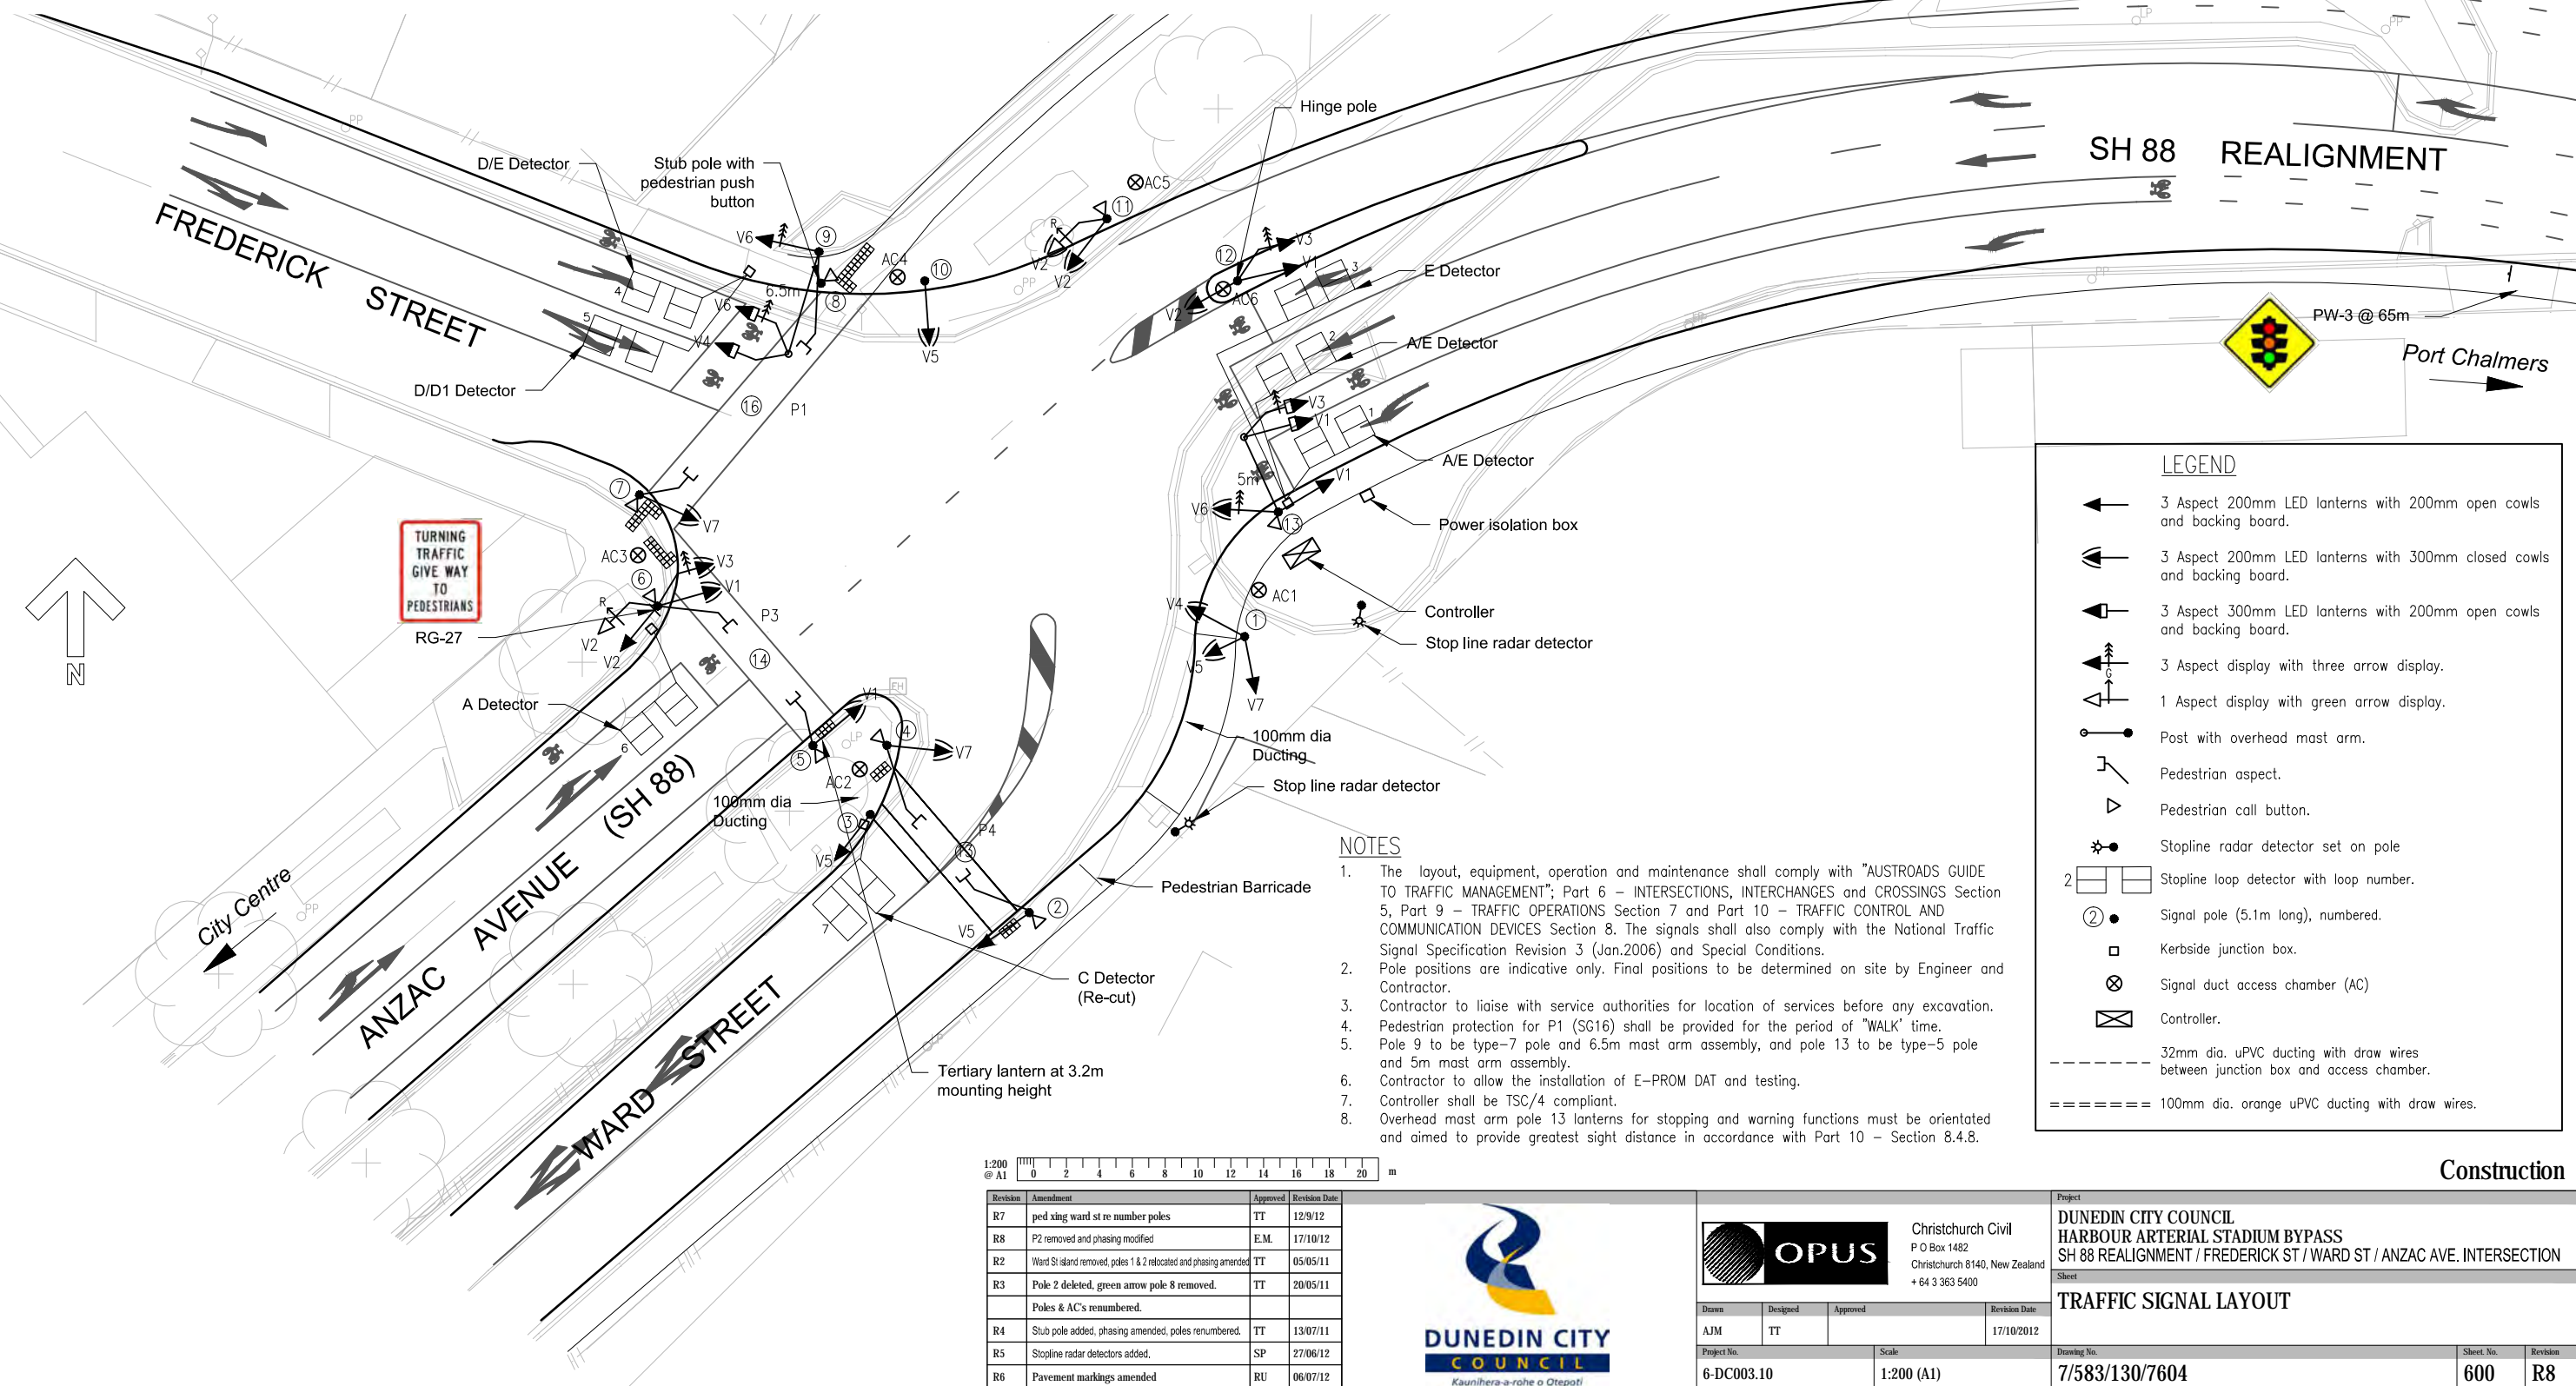 FREDERICK STREET
D/E Detector
Stub pole with
pedestrian push
button
Hinge pole
SH 88 REALIGNMENT
PP
LP
PP
PP
PP
PP
LP
D/D1 Detector
4
5
V6
9
6.5m
V6
V4
8
AC4
10
V5
16
P1
AC5
11
R
V2
V2
12
V3
V1
AC6
V2
3
E Detector
2
A/E Detector
V3
V1
1
A/E Detector
V1
5m
V6
13
Power isolation box
Controller
Stop line radar detector
AC1
1
V4
V5
V7
PW-3 @ 65m
Port Chalmers
TURNING
TRAFFIC
GIVE WAY
TO
PEDESTRIANS
RG-27
N
7
V7
AC3
6
V3
V1
R
V2
V2
P3
14
A Detector
6
V1
FH
4
V7
5
LP
AC2
100mm dia
Ducting
3
V5
P4
13
7
2
V5
100mm dia
Ducting
Stop line radar detector
Pedestrian Barricade
C Detector
(Re-cut)
Tertiary lantern at 3.2m
mounting height
City Centre
PP
LP
ANZAC AVENUE (SH 88)
WARD STREET
LEGEND
3 Aspect 200mm LED lanterns with 200mm open cowls
and backing board.
3 Aspect 200mm LED lanterns with 300mm closed cowls
and backing board.
3 Aspect 300mm LED lanterns with 200mm open cowls
and backing board.
G
3 Aspect display with three arrow display.
1 Aspect display with green arrow display.
Post with overhead mast arm.
Pedestrian aspect.
Pedestrian call button.
Stopline radar detector set on pole
2 Stopline loop detector with loop number.
2 Signal pole (5.1m long), numbered.
Kerbside junction box.
Signal duct access chamber (AC)
Controller.
32mm dia. uPVC ducting with draw wires
between junction box and access chamber.
100mm dia. orange uPVC ducting with draw wires.
NOTES
1. The layout, equipment, operation and maintenance shall comply with "AUSTROADS GUIDE
TO TRAFFIC MANAGEMENT"; Part 6 – INTERSECTIONS, INTERCHANGES and CROSSINGS Section
5, Part 9 – TRAFFIC OPERATIONS Section 7 and Part 10 – TRAFFIC CONTROL AND
COMMUNICATION DEVICES Section 8. The signals shall also comply with the National Traffic
Signal Specification Revision 3 (Jan.2006) and Special Conditions.
2. Pole positions are indicative only. Final positions to be determined on site by Engineer and
Contractor.
3. Contractor to liaise with service authorities for location of services before any excavation.
4. Pedestrian protection for P1 (SG16) shall be provided for the period of "WALK' time.
5. Pole 9 to be type-7 pole and 6.5m mast arm assembly, and pole 13 to be type-5 pole
and 5m mast arm assembly.
6. Contractor to allow the installation of E-PROM DAT and testing.
7. Controller shall be TSC/4 compliant.
8. Overhead mast arm pole 13 lanterns for stopping and warning functions must be orientated
and aimed to provide greatest sight distance in accordance with Part 10 – Section 8.4.8.
1:200
@ A1
0 2 4 6 8 10 12 14 16 18 20 m
Construction
Revision Amendment Approved Revision Date
R7 ped xing ward st re number poles TT 12/9/12
R8 P2 removed and phasing modified E.M. 17/10/12
R2 Ward St island removed, poles 1 & 2 relocated and phasing amended TT 05/05/11
R3 Pole 2 deleted, green arrow pole 8 removed. TT 20/05/11
Poles & AC's renumbered.
R4 Stub pole added, phasing amended, poles renumbered. TT 13/07/11
R5 Stopline radar detectors added. SP 27/06/12
R6 Pavement markings amended RU 06/07/12
DUNEDIN CITY
COUNCIL
Kaunihera-a-rohe o Otepoti
OPUS
Christchurch Civil
P O Box 1482
Christchurch 8140, New Zealand
+ 64 3 363 5400
Drawn Designed Approved Revision Date
AJM TT 17/10/2012
Project No. Scale
6-DC003.10 1:200 (A1)
Project
DUNEDIN CITY COUNCIL
HARBOUR ARTERIAL STADIUM BYPASS
SH 88 REALIGNMENT / FREDERICK ST / WARD ST / ANZAC AVE. INTERSECTION
Sheet
TRAFFIC SIGNAL LAYOUT
Drawing No. Sheet. No. Revision
7/583/130/7604 600 R8